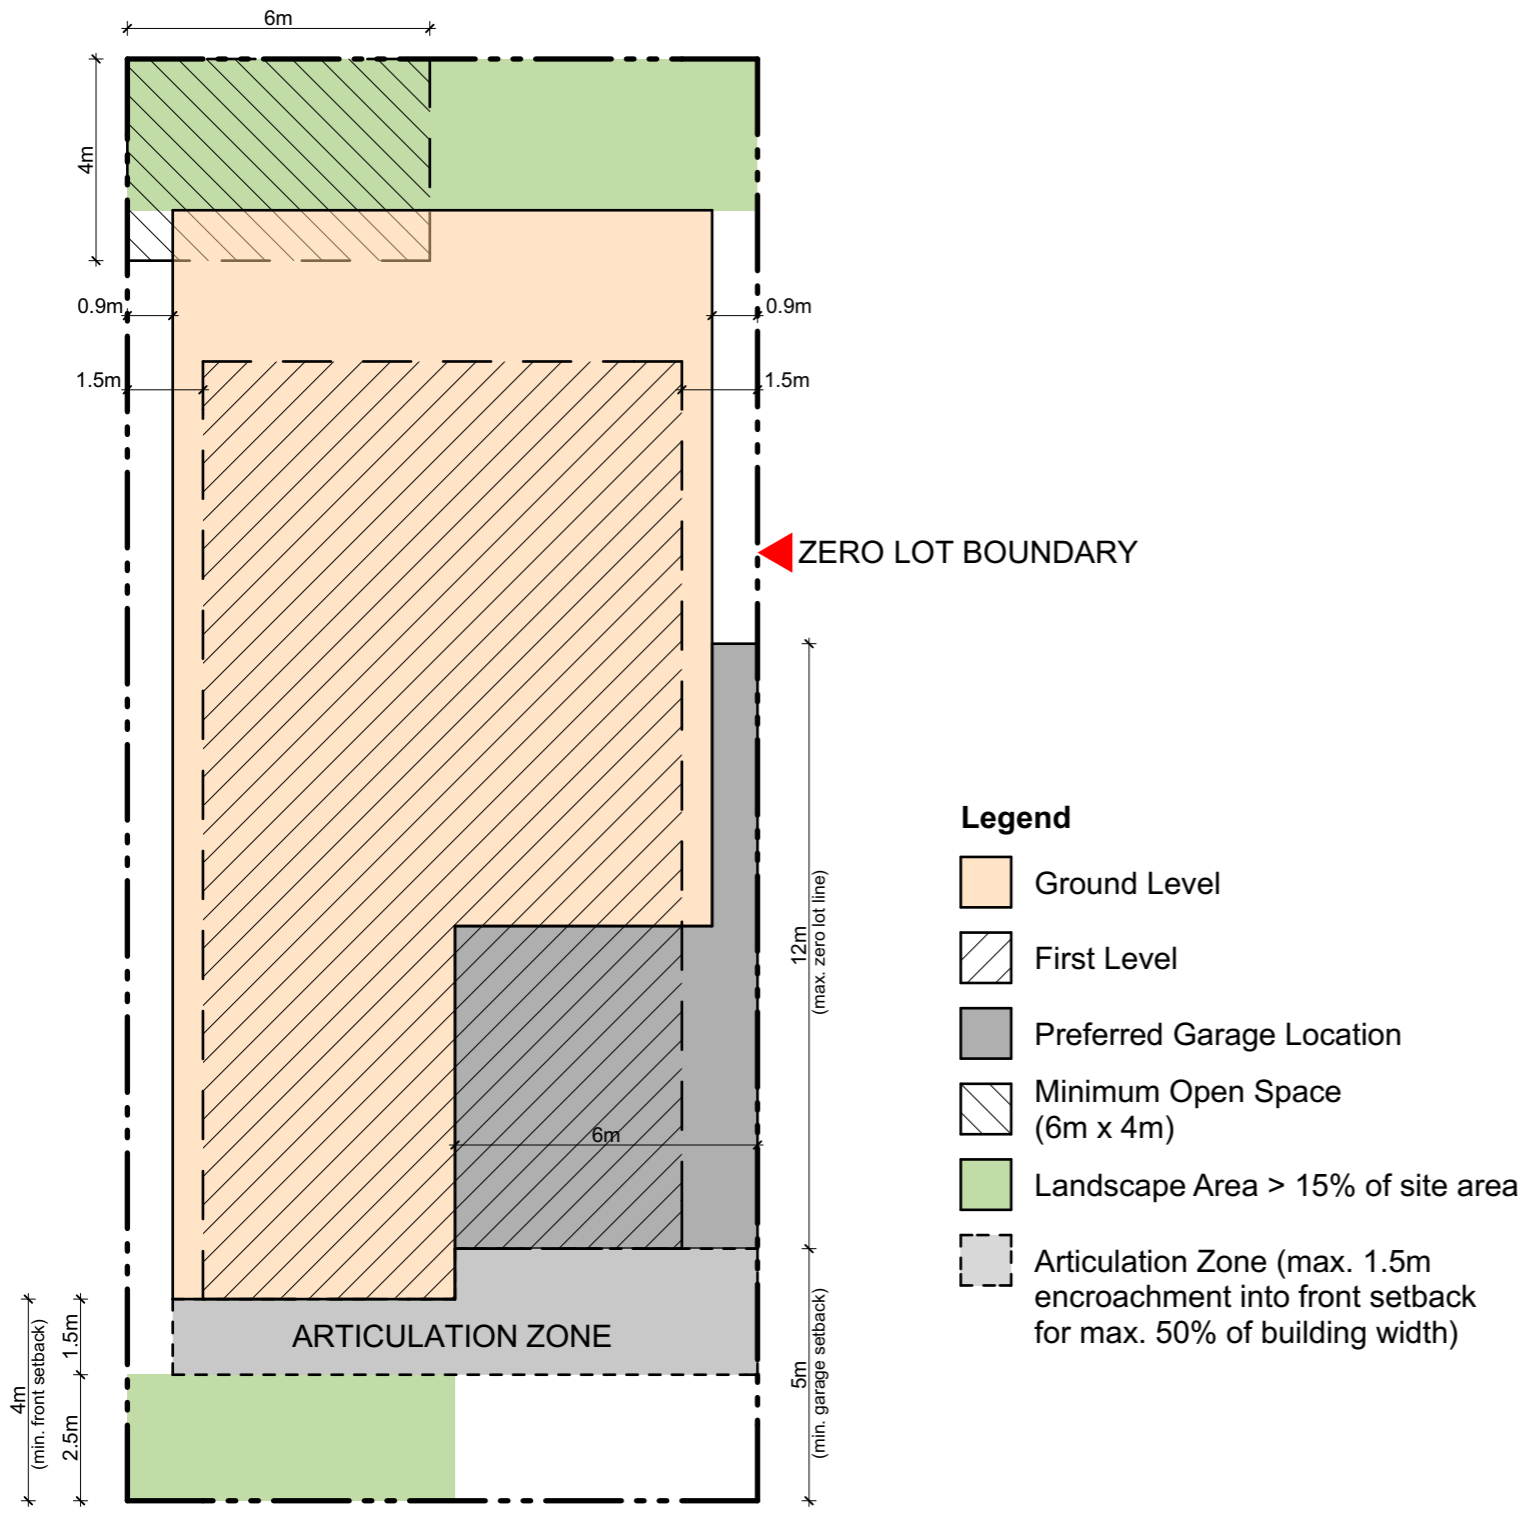 6m
4m
0.9m
0.9m
1.5m
1.5m
ZERO LOT BOUNDARY
12m
(max. zero lot line)
6m
ARTICULATION ZONE
4m
(min. front setback)
1.5m
2.5m
5m
(min. garage setback)
Legend
Ground Level
First Level
Preferred Garage Location
Minimum Open Space
(6m x 4m)
Landscape Area > 15% of site area
Articulation Zone (max. 1.5m
encroachment into front setback
for max. 50% of building width)